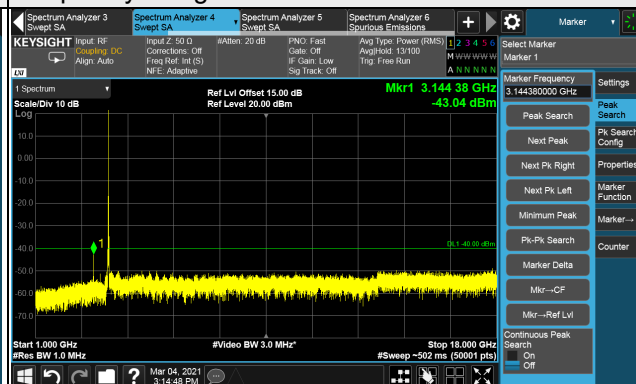 Spectrum Analyzer 3
Swept SA
Spectrum Analyzer 4
Swept SA
Spectrum Analyzer 5
Swept SA
Spectrum Analyzer 6
Spurious Emissions
+
Marker
KEYSIGHT
Input: RF
Coupling: DC
Align: Auto
Input Z: 50 Ω
Corrections: Off
Freq Ref: Int (S)
NFE: Adaptive
#Atten: 20 dB
PNO: Fast
Gate: Off
IF Gain: Low
Sig Track: Off
Avg Type: Power (RMS)
Avg|Hold: 13/100
Trig: Free Run
1 2 3 4 5 6
M W W W W W
A N N N N N
LXI
Select Marker
Marker 1
1 Spectrum
Scale/Div 10 dB
Log
Ref Lvl Offset 15.00 dB
Ref Level 20.00 dBm
Mkr1 3.144 38 GHz
-43.04 dBm
10.0
0.00
-10.0
-20.0
-30.0
-40.0
-50.0
-60.0
-70.0
1
DL1 -40.00 dBm
Start 1.000 GHz
#Res BW 1.0 MHz
#Video BW 3.0 MHz*
Stop 18.000 GHz
#Sweep ~502 ms (50001 pts)
Marker Frequency
3.144380000 GHz
Peak Search
Next Peak
Next Pk Right
Next Pk Left
Minimum Peak
Pk-Pk Search
Marker Delta
Mkr→CF
Mkr→Ref Lvl
Continuous Peak
Search
On
Off
Settings
Peak
Search
Pk Search
Config
Properties
Marker
Function
Marker→
Counter
?
Mar 04, 2021
3:14:48 PM